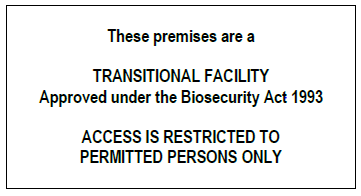 These premises are a
TRANSITIONAL FACILITY
Approved under the Biosecurity Act 1993
ACCESS IS RESTRICTED TO
PERMITTED PERSONS ONLY